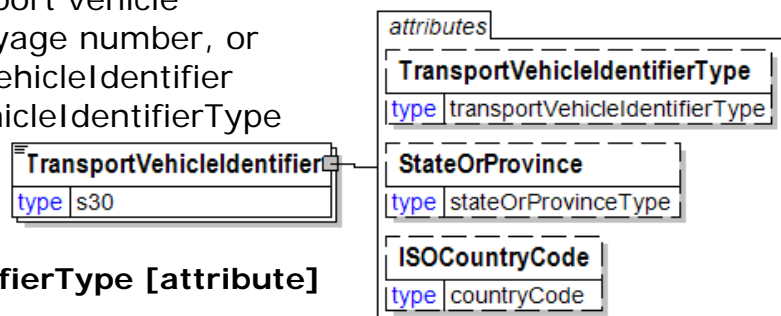 port vehicle
yage number, or
ehicleIdentifier
hicleIdentifierType
TransportVehicleIdentifier
type s30
fierType [attribute]
attributes
TransportVehicleIdentifierType
type transportVehicleIdentifierType
StateOrProvince
type stateOrProvinceType
ISOCountryCode
type countryCode